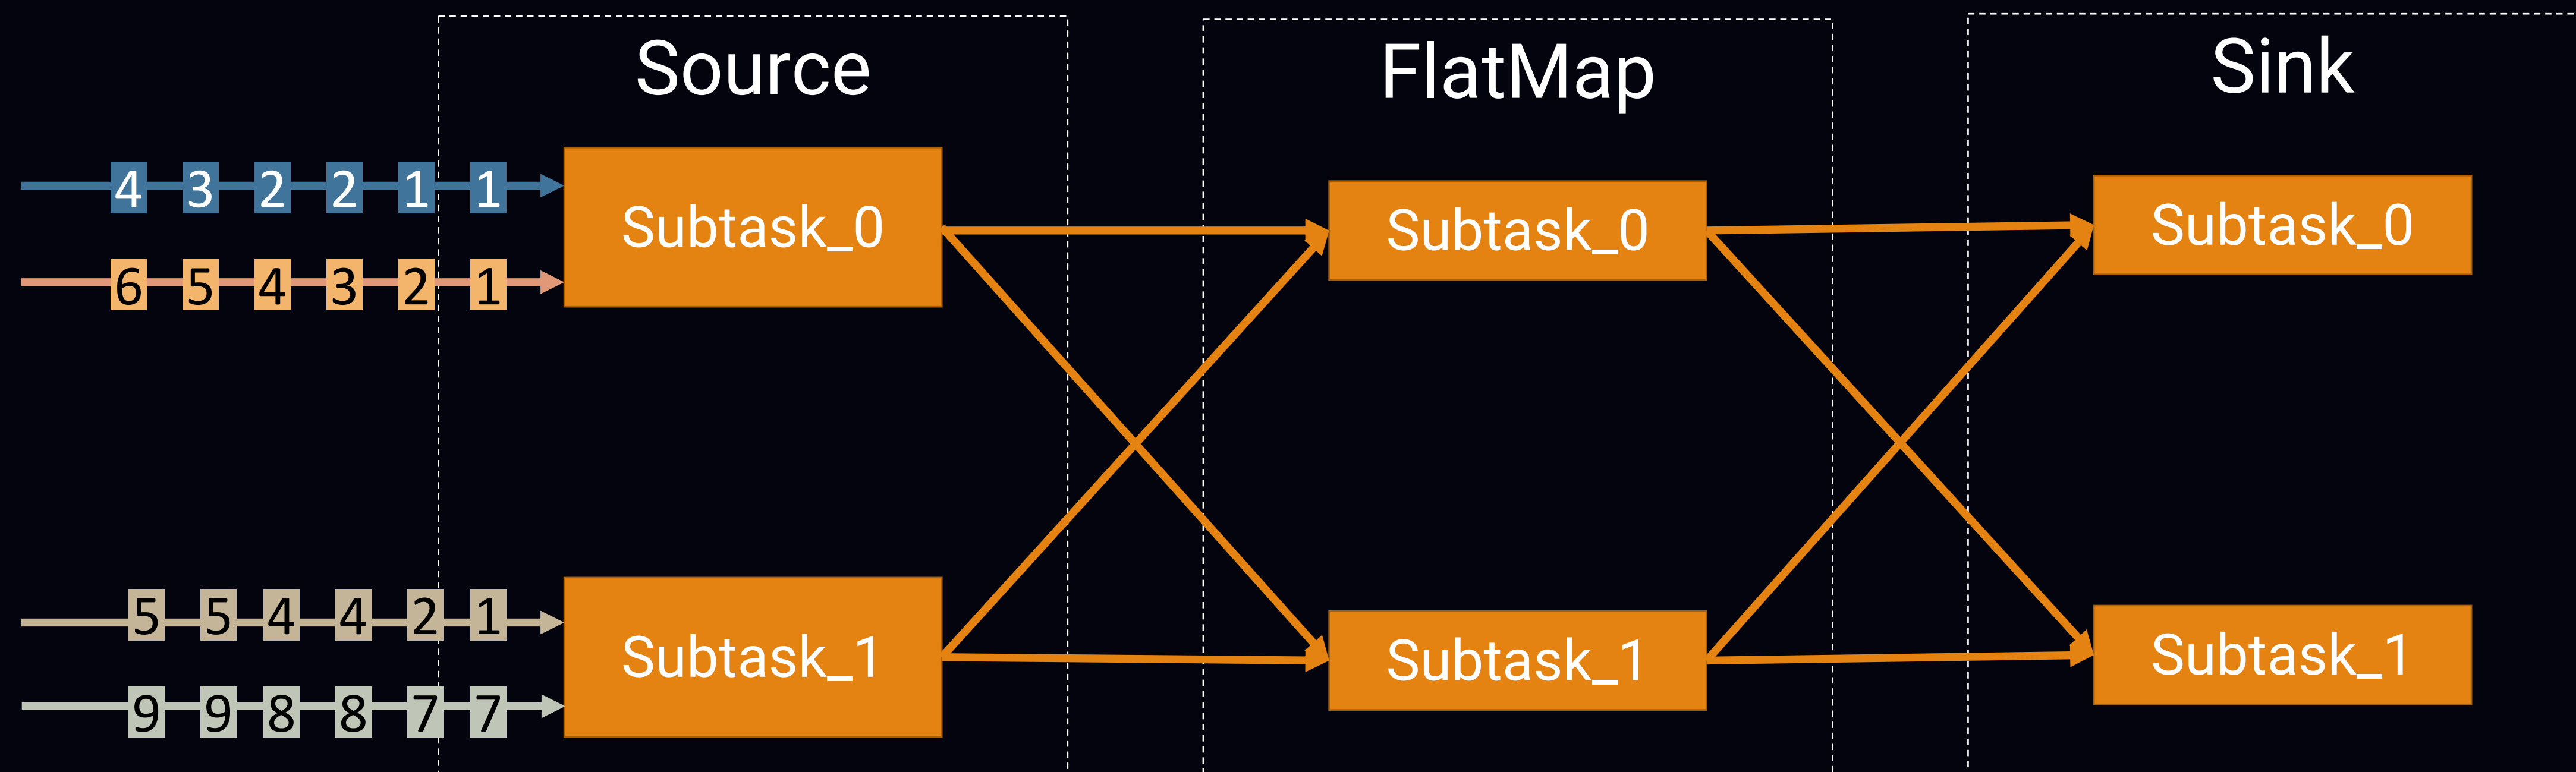 Source
FlatMap
Sink
4 3 2 2 1 1
6 5 4 3 2 1
Subtask_0
Subtask_0
Subtask_0
5 5 4 4 2 1
9 9 8 8 7 7
Subtask_1
Subtask_1
Subtask_1